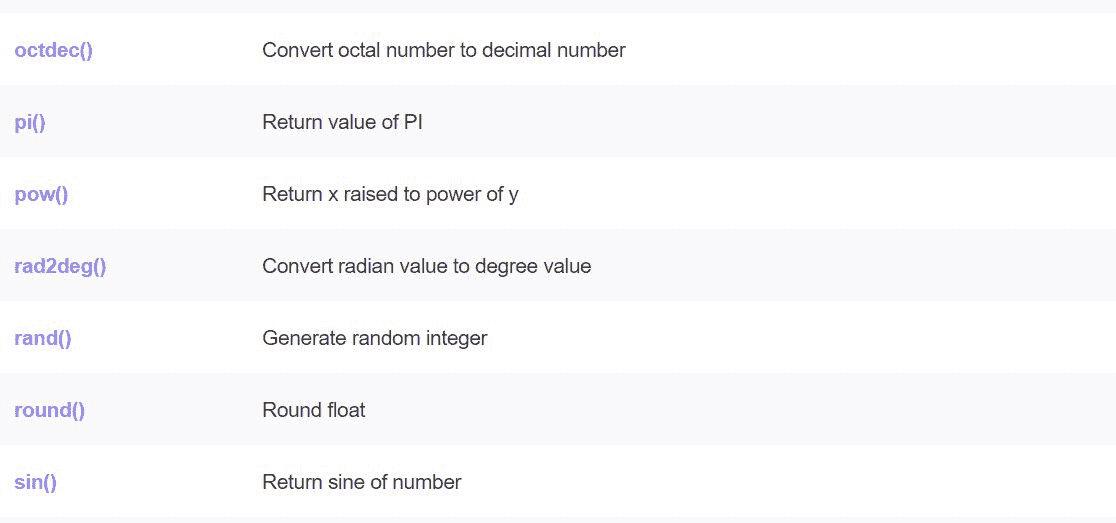 octdec() Convert octal number to decimal number
pi() Return value of PI
pow() Return x raised to power of y
rad2deg() Convert radian value to degree value
rand() Generate random integer
round() Round float
sin() Return sine of number